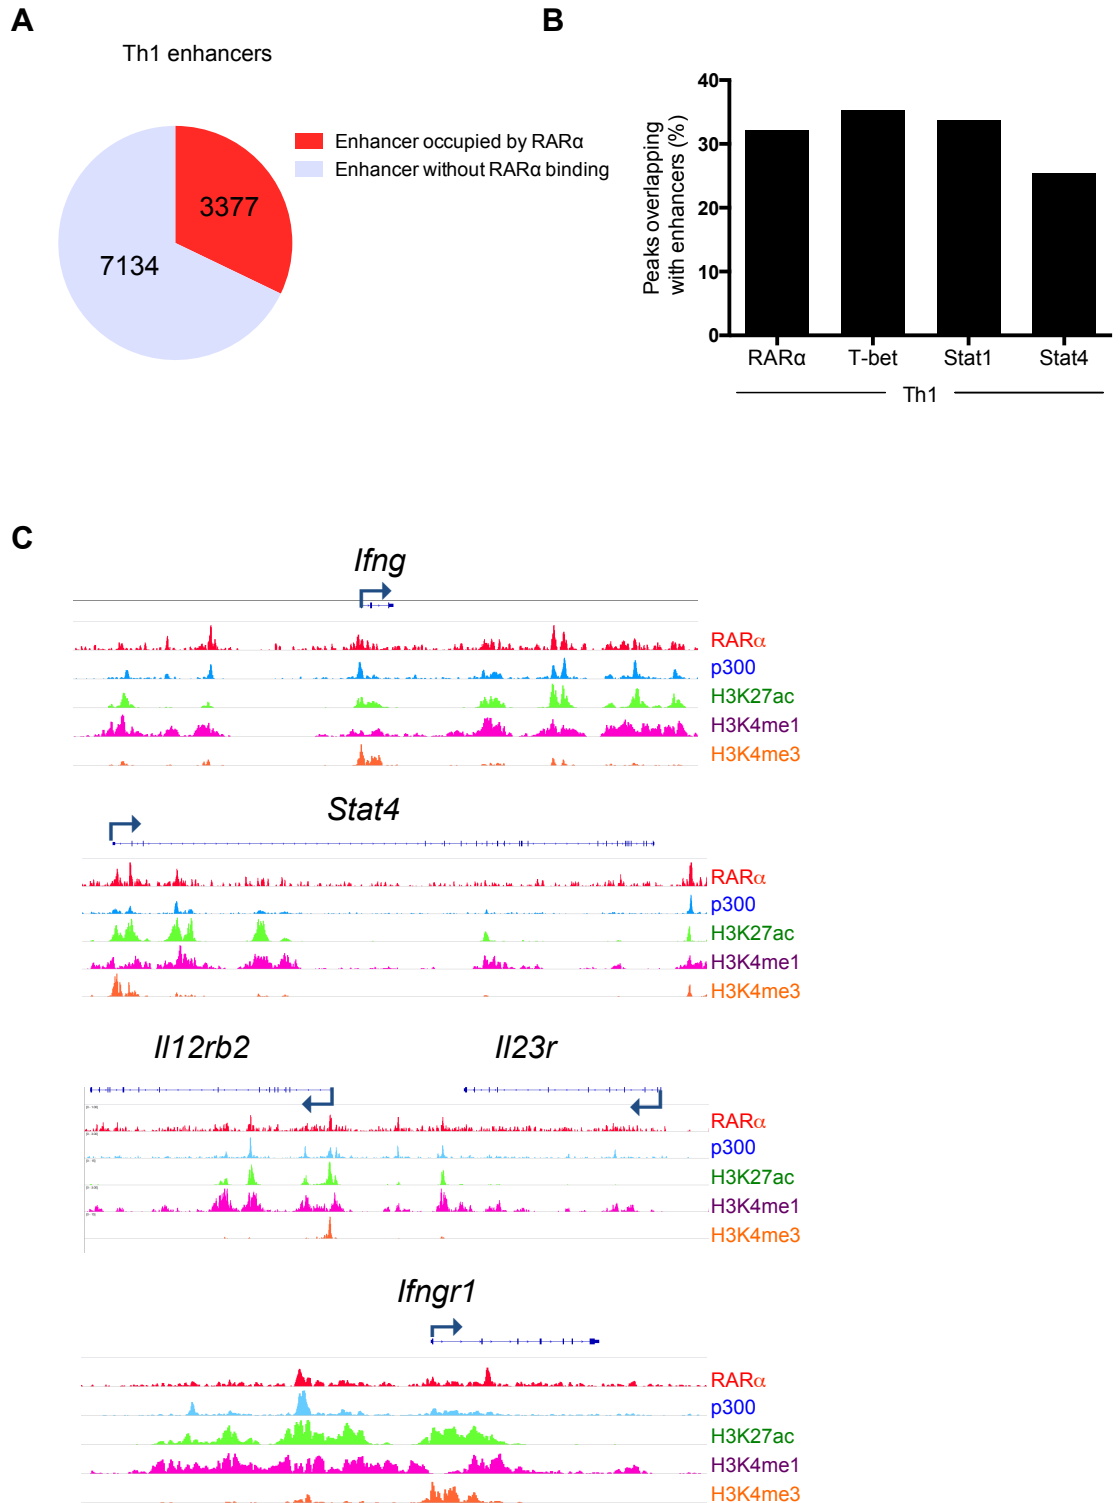 A
Th1 enhancers
3377
7134
Enhancer occupied by RARα
Enhancer without RARα binding
B
Peaks overlapping
with enhancers (%)
40
30
20
10
0
RARα T-bet Stat1 Stat4
Th1
C
Ifng
RARα
p300
H3K27ac
H3K4me1
H3K4me3
Stat4
RARα
p300
H3K27ac
H3K4me1
H3K4me3
Il12rb2 Il23r
RARα
p300
H3K27ac
H3K4me1
H3K4me3
Ifngr1
RARα
p300
H3K27ac
H3K4me1
H3K4me3